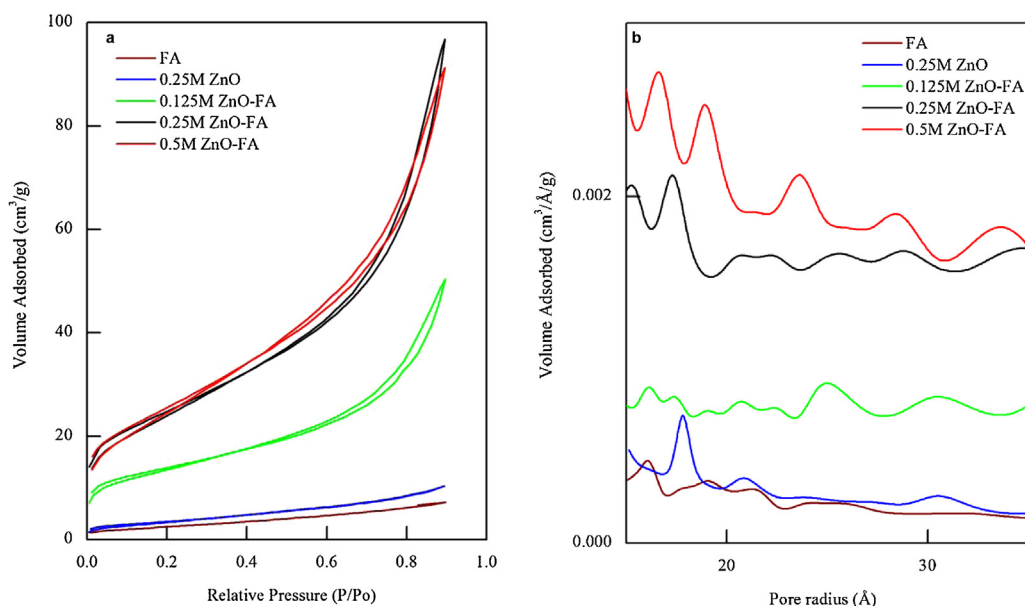 a
FA
0.25M ZnO
0.125M ZnO-FA
0.25M ZnO-FA
0.5M ZnO-FA
100
80
60
40
20
0
0.0
0.2
0.4
0.6
0.8
1.0
Volume Adsorbed (cm³/g)
Relative Pressure (P/Po)
b
FA
0.25M ZnO
0.125M ZnO-FA
0.25M ZnO-FA
0.5M ZnO-FA
0.002
0.000
20
30
Volume Adsorbed (cm³/Å/g)
Pore radius (Å)